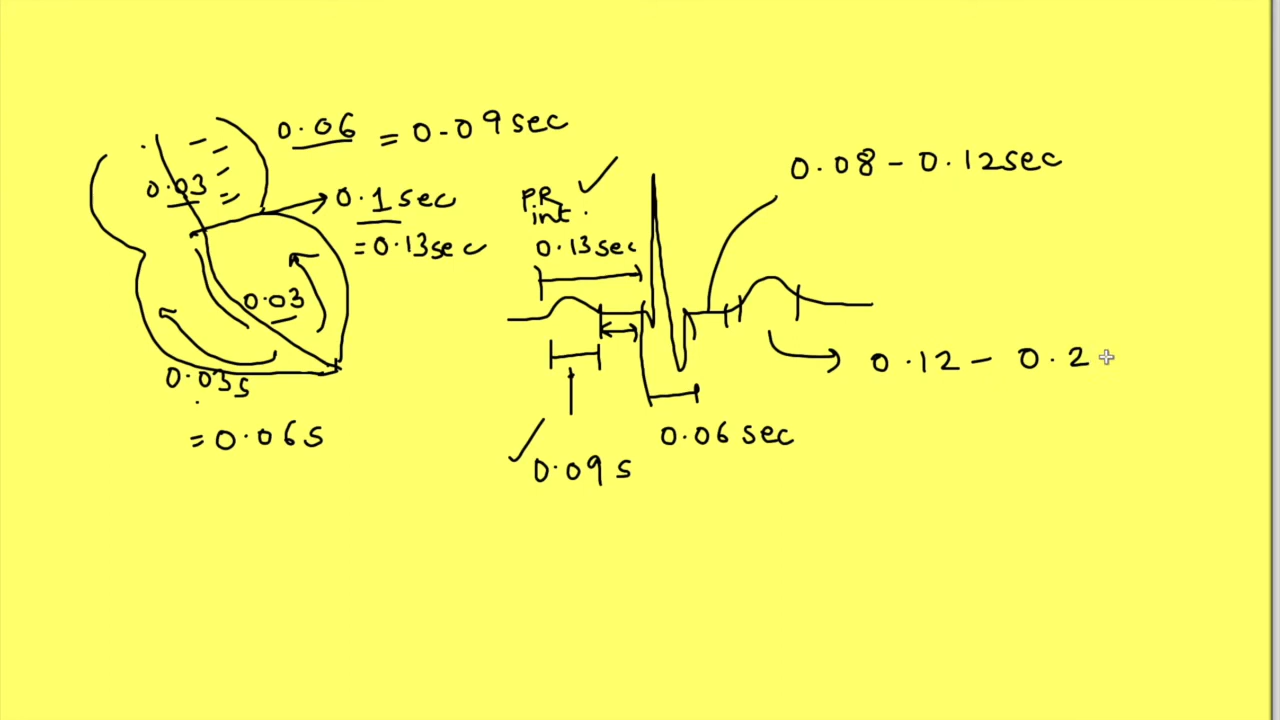 0.06 = 0-09 sec
0.03
0.1 sec
= 0.13 sec
0.03
0.03 s
= 0.06 s
P.R
int.
0.13 sec
0.08 - 0.12 sec
0.12 - 0.2
0.06 sec
0.09 s